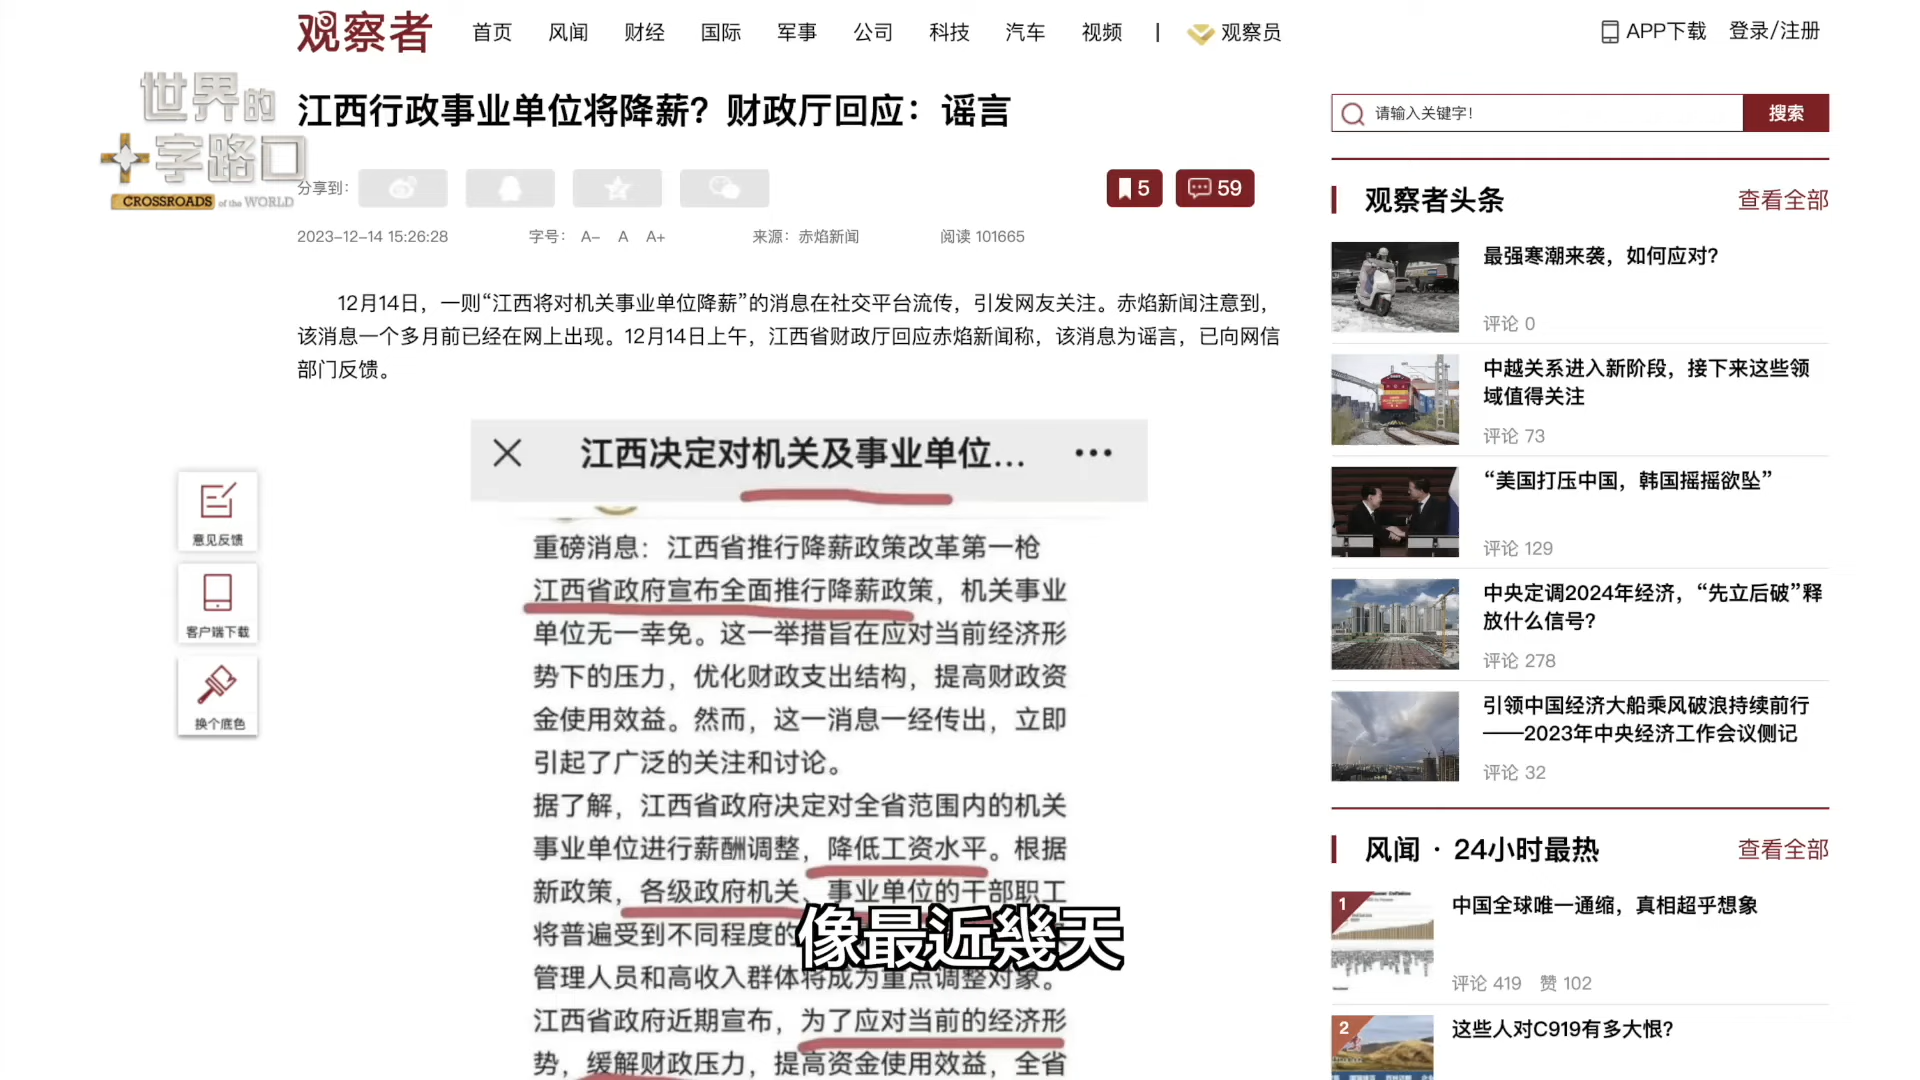 观察者
首页 风闻 财经 国际 军事 公司 科技 汽车 视频 | 观察员
APP下载 登录/注册
世界的
十字路口
CROSSROADS of the WORLD
江西行政事业单位将降薪？财政厅回应：谣言
分享到：
5
59
2023-12-14 15:26:28 字号： A- A A+ 来源：赤焰新闻 阅读 101665
12月14日，一则“江西将对机关事业单位降薪”的消息在社交平台流传，引发网友关注。赤焰新闻注意到，
该消息一个多月前已经在网上出现。12月14日上午，江西省财政厅回应赤焰新闻称，该消息为谣言，已向网信
部门反馈。
江西决定对机关及事业单位...
重磅消息：江西省推行降薪政策改革第一枪
江西省政府宣布全面推行降薪政策，机关事业
单位无一幸免。这一举措旨在应对当前经济形
势下的压力，优化财政支出结构，提高财政资
金使用效益。然而，这一消息一经传出，立即
引起了广泛的关注和讨论。
据了解，江西省政府决定对全省范围内的机关
事业单位进行薪酬调整，降低工资水平。根据
新政策，各级政府机关、事业单位的干部职工
将普遍受到不同程度的
管理人员和高收入群体将成为重点调整对象。
江西省政府近期宣布，为了应对当前的经济形
势，缓解财政压力，提高资金使用效益，全省
像最近幾天
意见反馈
客户端下载
换个底色
请输入关键字！
搜索
观察者头条 查看全部
最强寒潮来袭，如何应对？
评论 0
中越关系进入新阶段，接下来这些领
域值得关注
评论 73
“美国打压中国，韩国摇摇欲坠”
评论 129
中央定调2024年经济，“先立后破”释
放什么信号？
评论 278
引领中国经济大船乘风破浪持续前行
——2023年中央经济工作会议侧记
评论 32
风闻 · 24小时最热 查看全部
1
中国全球唯一通缩，真相超乎想象
评论 419 赞 102
2
这些人对C919有多大恨？